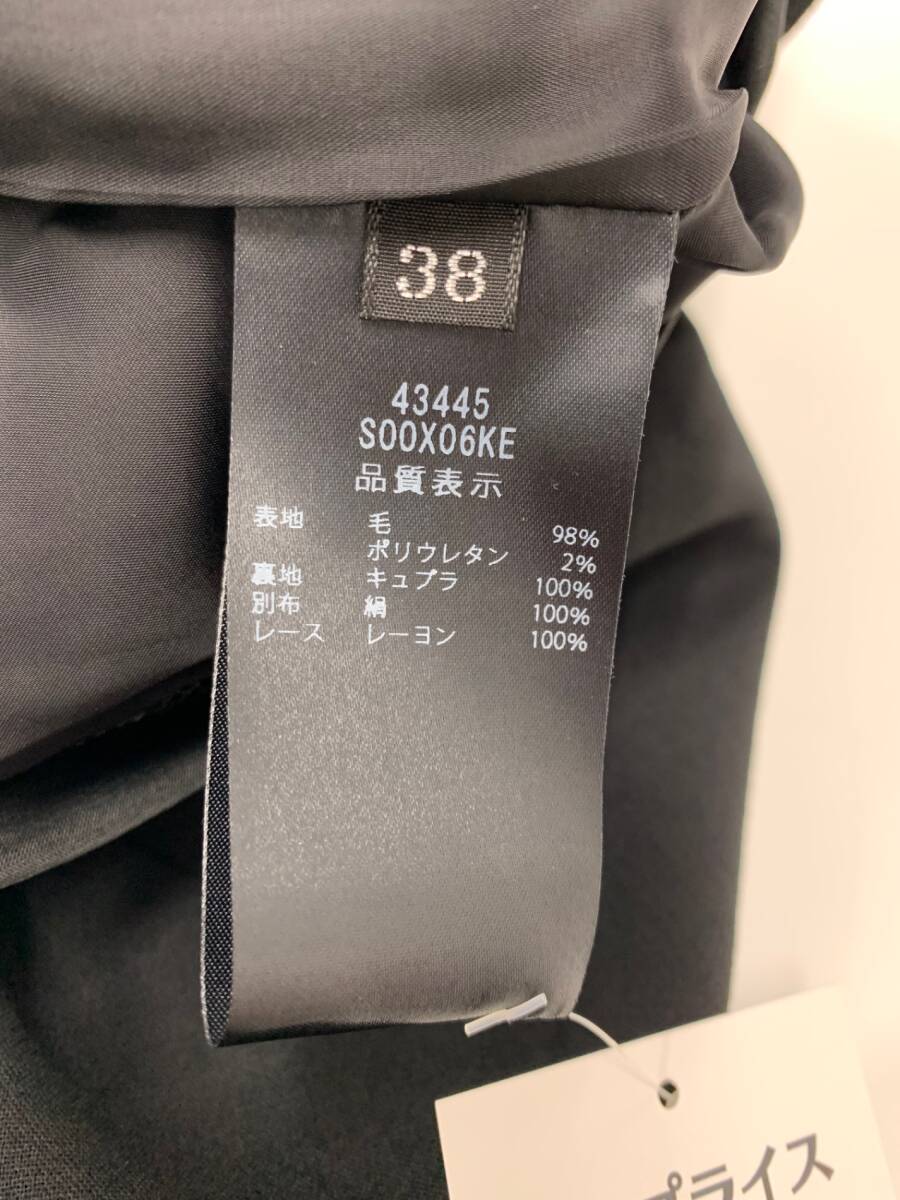 38
43445
S00X06KE
品質表示
表地 毛 98%
ポリウレタン 2%
裏地 キュプラ 100%
別布 絹 100%
レース レーヨン 100%
プライス